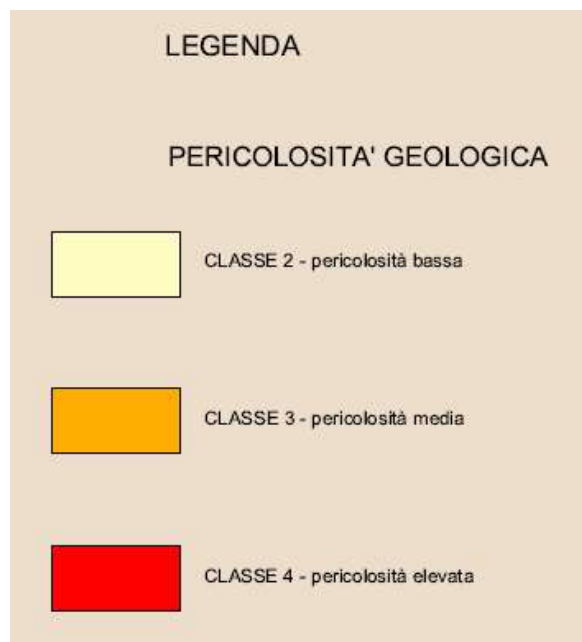 LEGENDA
PERICOLOSITA' GEOLOGICA
CLASSE 2 - pericolosità bassa
CLASSE 3 - pericolosità media
CLASSE 4 - pericolosità elevata